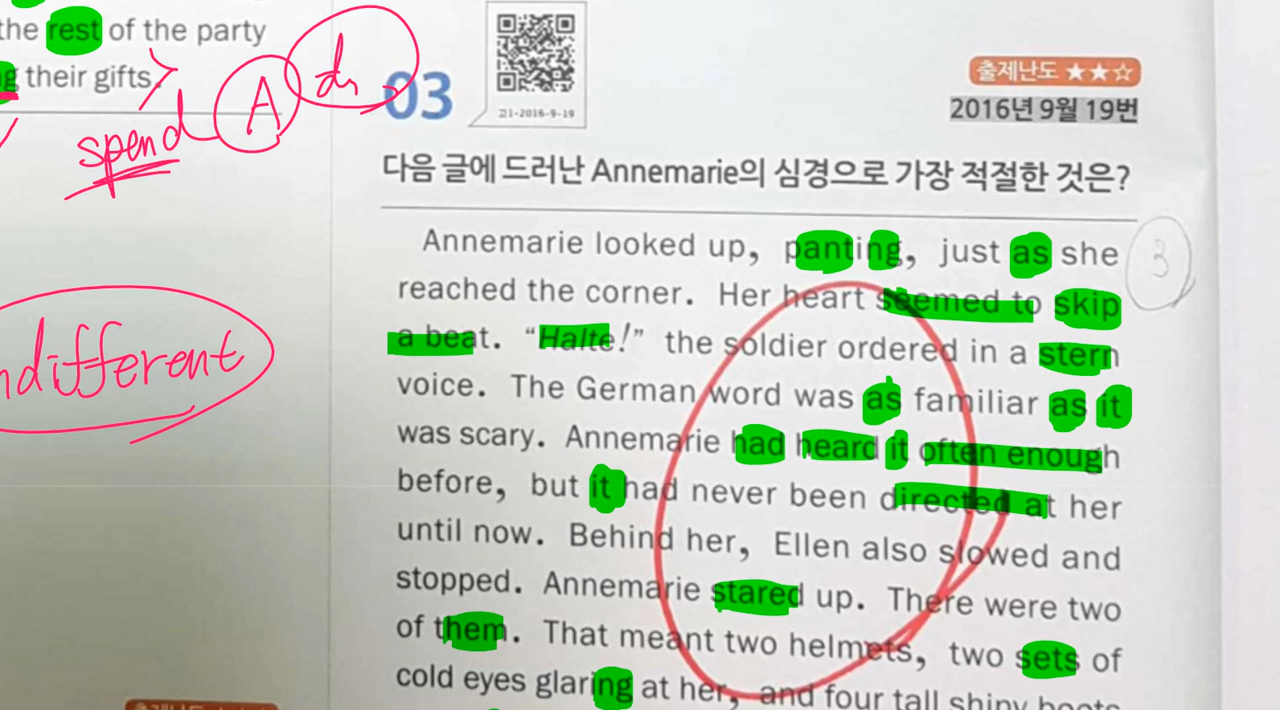 the rest of the party
their gifts.
spend A
indifferent
03
고1-2016-9-19
출제난도 ★★☆
2016년 9월 19번
다음 글에 드러난 Annemarie의 심경으로 가장 적절한 것은?
Annemarie looked up, panting, just as she
reached the corner. Her heart seemed to skip
a beat. “Halte!” the soldier ordered in a stern
voice. The German word was as familiar as it
was scary. Annemarie had heard it often enough
before, but it had never been directed at her
until now. Behind her, Ellen also slowed and
stopped. Annemarie stared up. There were two
of them. That meant two helmets, two sets of
cold eyes glaring at her, and four tall shiny boots
3